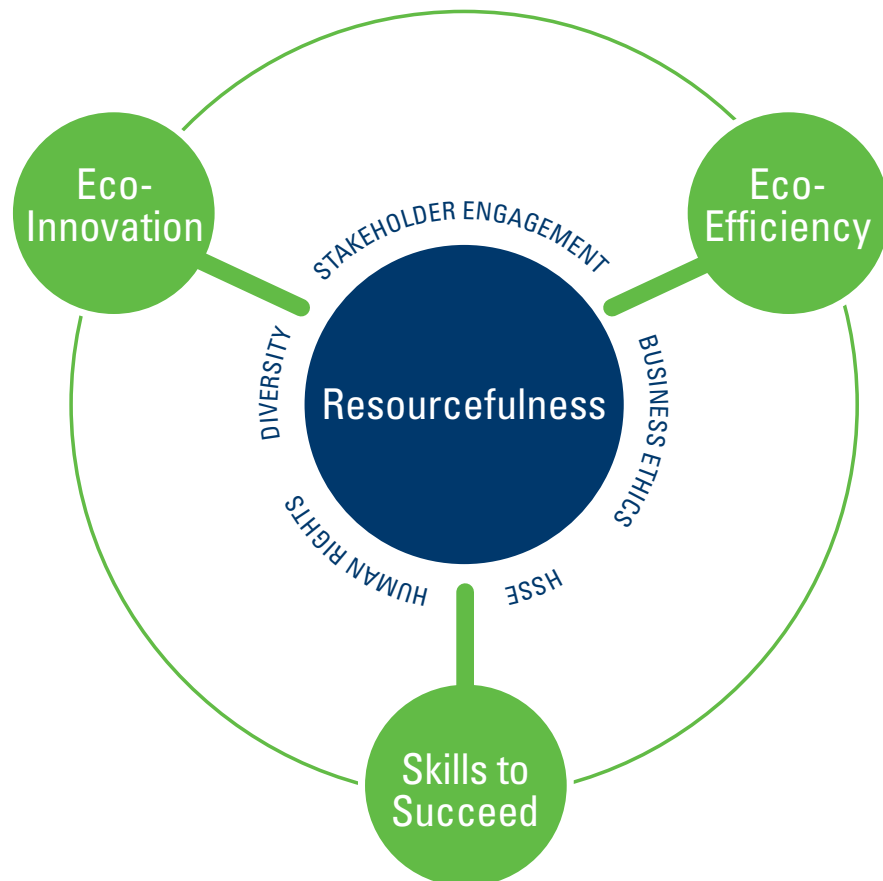 Eco-
Innovation
Eco-
Efficiency
STAKEHOLDER ENGAGEMENT
DIVERSITY
Resourcefulness
BUSINESS ETHICS
HUMAN RIGHTS
HSSE
Skills to
Succeed